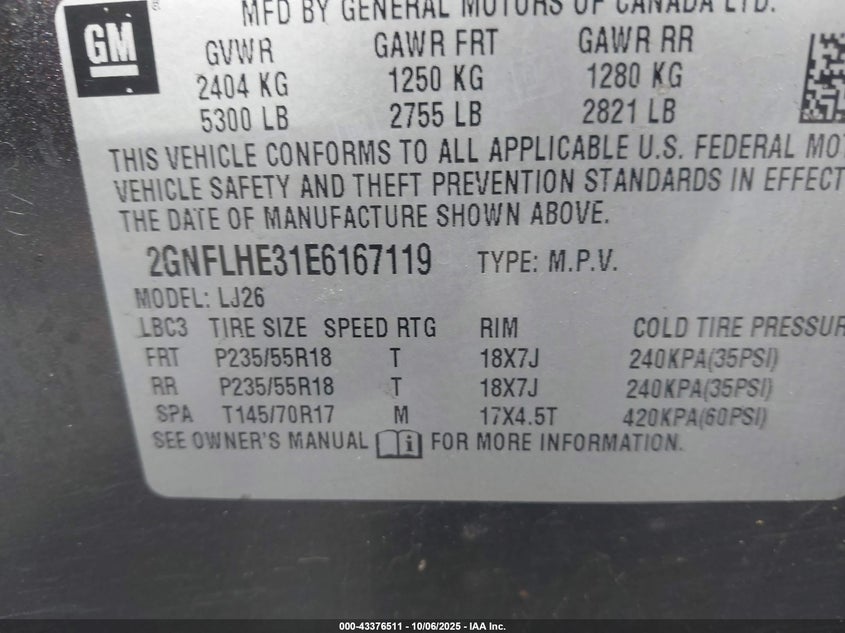 MFD BY GENERAL MOTORS OF CANADA LTD.
GM
GVWR GAWR FRT GAWR RR
2404 KG 1250 KG 1280 KG
5300 LB 2755 LB 2821 LB
THIS VEHICLE CONFORMS TO ALL APPLICABLE U.S. FEDERAL MOT
VEHICLE SAFETY AND THEFT PREVENTION STANDARDS IN EFFECT
THE DATE OF MANUFACTURE SHOWN ABOVE.
2GNFLHE31E6167119 TYPE: M.P.V.
MODEL: LJ26
LBC3 TIRE SIZE SPEED RTG RIM COLD TIRE PRESSUR
FRT P235/55R18 T 18X7J 240KPA(35PSI)
RR P235/55R18 T 18X7J 240KPA(35PSI)
SPA T145/70R17 M 17X4.5T 420KPA(60PSI)
SEE OWNER'S MANUAL FOR MORE INFORMATION.
000-43376511 - 10/06/2025 - IAA Inc.